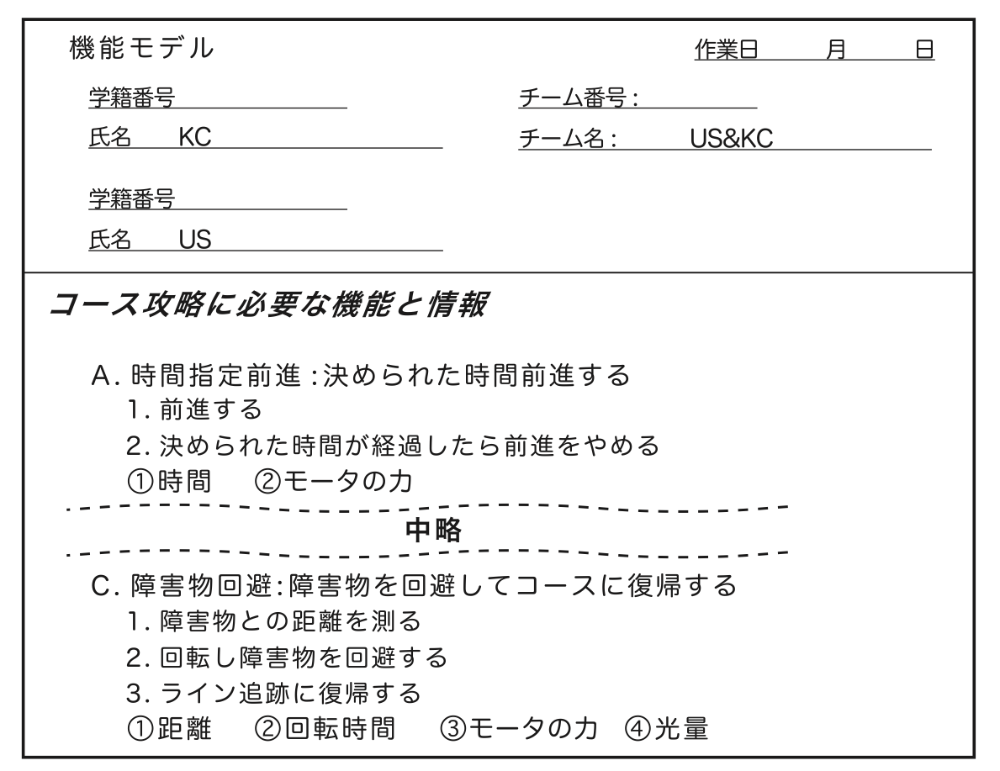 機能モデル
作業日 月 日
学籍番号
チーム番号:
氏名 KC
チーム名: US&KC
学籍番号
氏名 US
コース攻略に必要な機能と情報
A. 時間指定前進:決められた時間前進する
1. 前進する
2. 決められた時間が経過したら前進をやめる
①時間 ②モータの力
中略
C. 障害物回避:障害物を回避してコースに復帰する
1. 障害物との距離を測る
2. 回転し障害物を回避する
3. ライン追跡に復帰する
①距離 ②回転時間 ③モータの力 ④光量